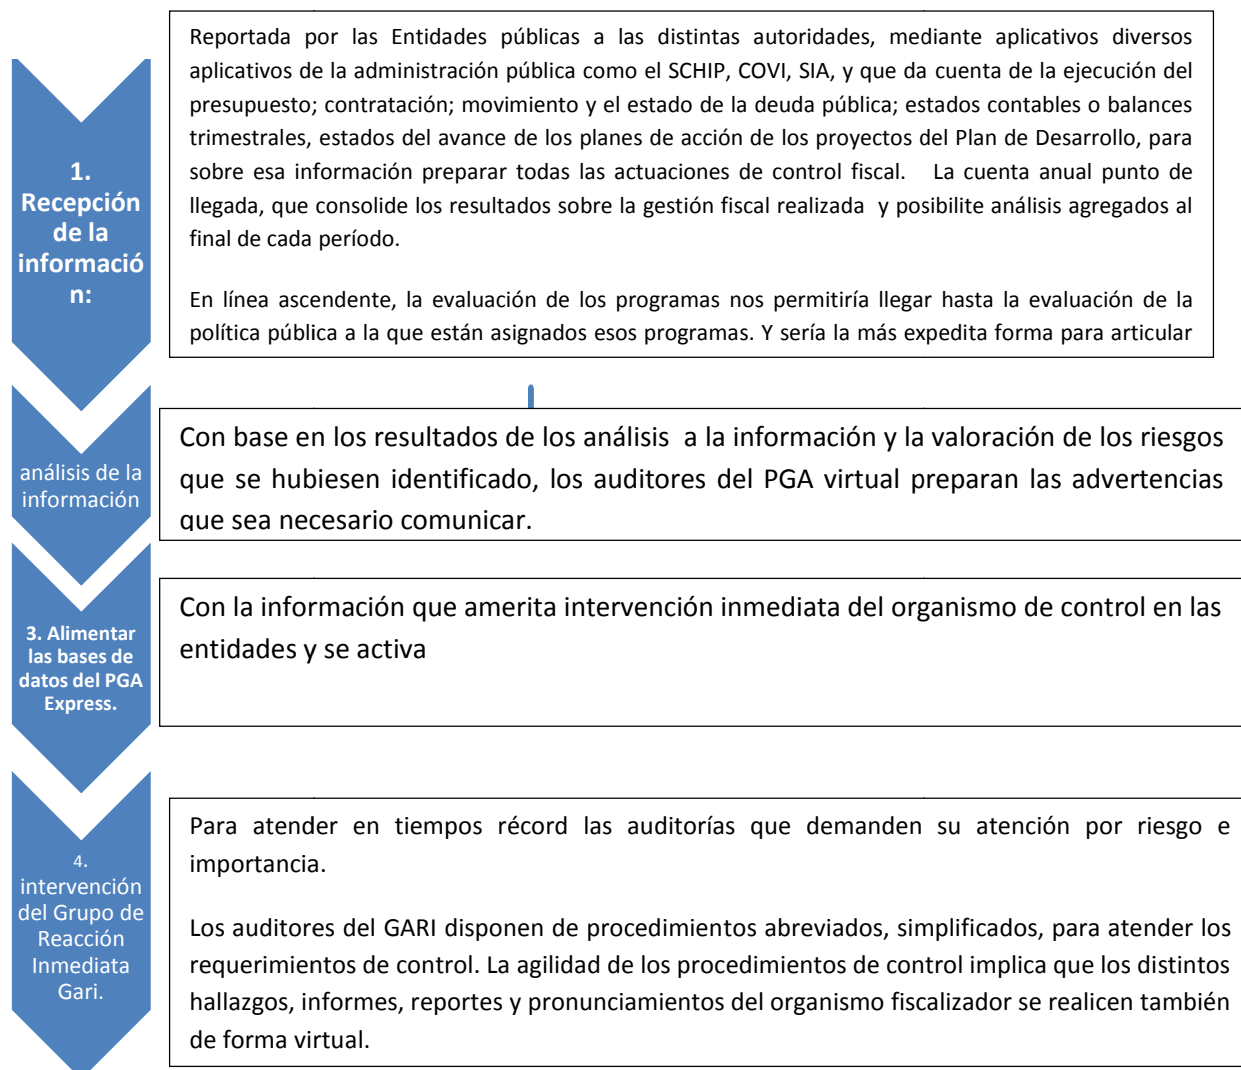 1.
Recepción
de la
informació
n:
Reportada por las Entidades públicas a las distintas autoridades, mediante aplicativos diversos
aplicativos de la administración pública como el SCHIP, COVI, SIA, y que da cuenta de la ejecución del
presupuesto; contratación; movimiento y el estado de la deuda pública; estados contables o balances
trimestrales, estados del avance de los planes de acción de los proyectos del Plan de Desarrollo, para
sobre esa información preparar todas las actuaciones de control fiscal. La cuenta anual punto de
llegada, que consolide los resultados sobre la gestión fiscal realizada y posibilite análisis agregados al
final de cada período.
En línea ascendente, la evaluación de los programas nos permitiría llegar hasta la evaluación de la
política pública a la que están asignados esos programas. Y sería la más expedita forma para articular
análisis de la
información
Con base en los resultados de los análisis a la información y la valoración de los riesgos
que se hubiesen identificado, los auditores del PGA virtual preparan las advertencias
que sea necesario comunicar.
3. Alimentar
las bases de
datos del PGA
Express.
Con la información que amerita intervención inmediata del organismo de control en las
entidades y se activa
4.
intervención
del Grupo de
Reacción
Inmediata
Gari.
Para atender en tiempos récord las auditorías que demanden su atención por riesgo e
importancia.
Los auditores del GARI disponen de procedimientos abreviados, simplificados, para atender los
requerimientos de control. La agilidad de los procedimientos de control implica que los distintos
hallazgos, informes, reportes y pronunciamientos del organismo fiscalizador se realicen también
de forma virtual.